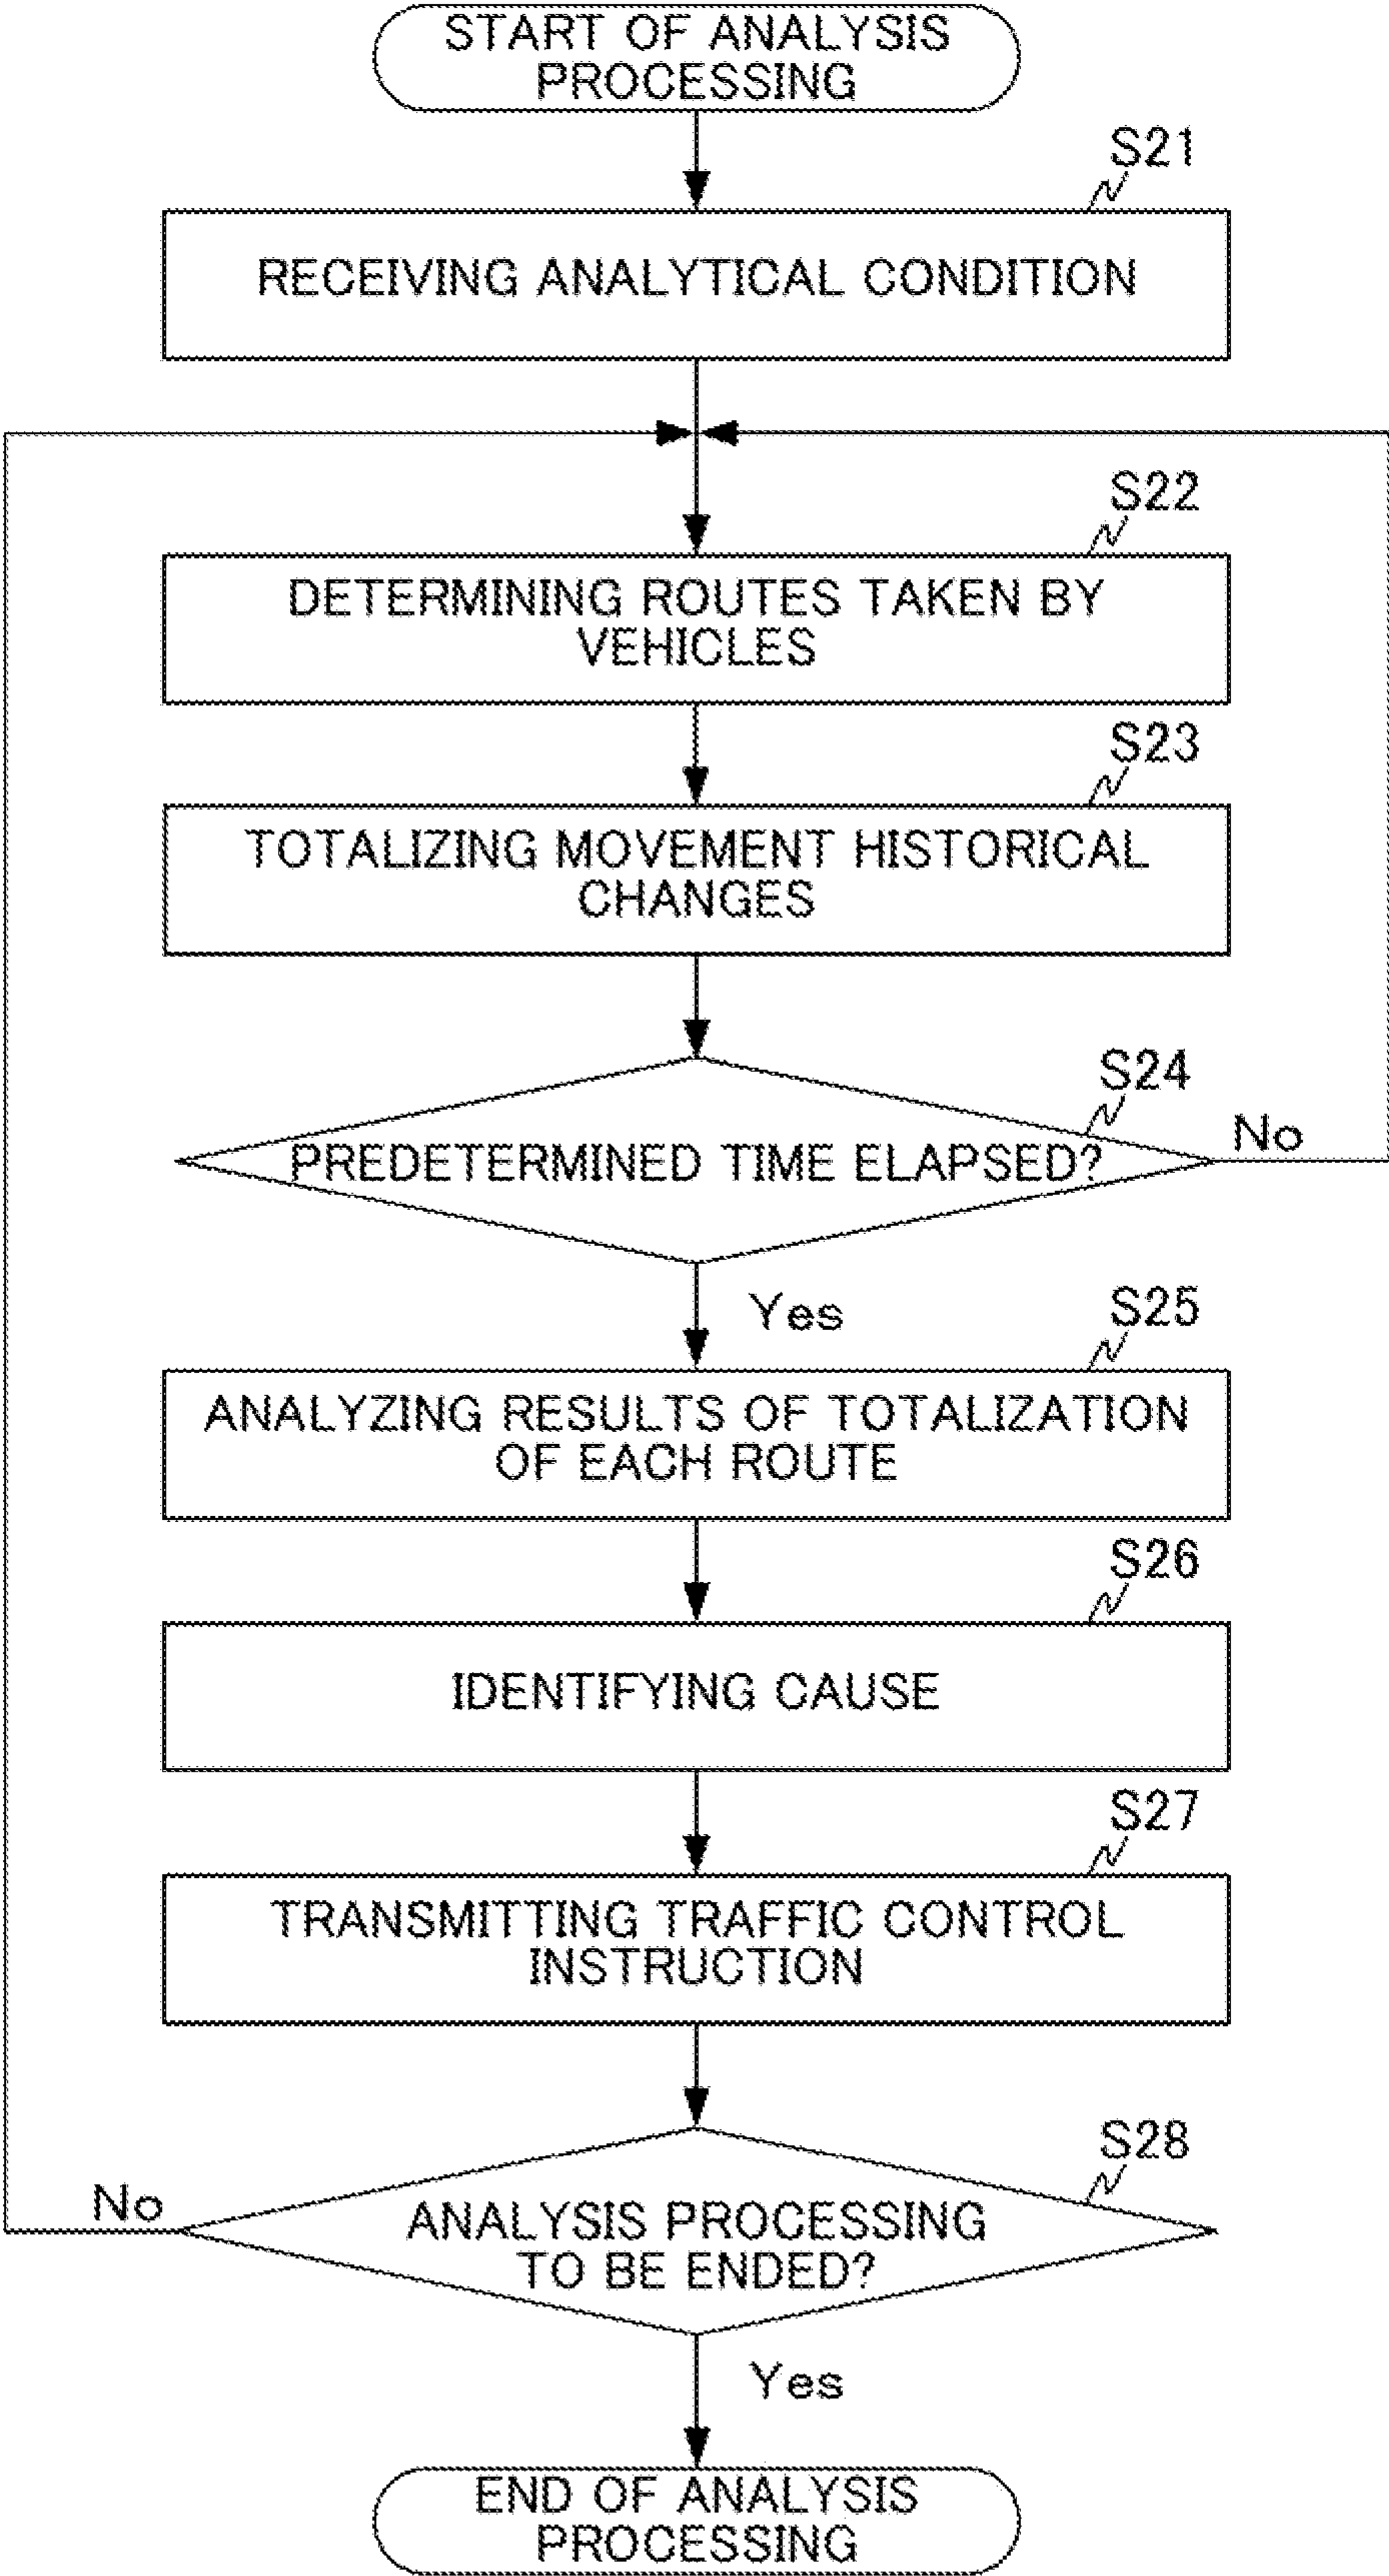 START OF ANALYSIS
PROCESSING
S21
RECEIVING ANALYTICAL CONDITION
S22
DETERMINING ROUTES TAKEN BY
VEHICLES
S23
TOTALIZING MOVEMENT HISTORICAL
CHANGES
S24
PREDETERMINED TIME ELAPSED?
No
Yes
S25
ANALYZING RESULTS OF TOTALIZATION
OF EACH ROUTE
S26
IDENTIFYING CAUSE
S27
TRANSMITTING TRAFFIC CONTROL
INSTRUCTION
S28
No
ANALYSIS PROCESSING
TO BE ENDED?
Yes
END OF ANALYSIS
PROCESSING